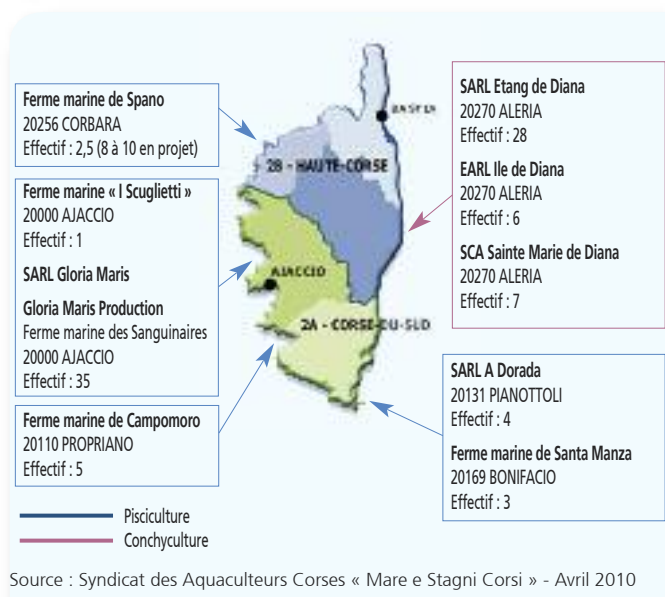 Ferme marine de Spano
20256 CORBARA
Effectif : 2,5 (8 à 10 en projet)
Ferme marine « I Scuglietti »
20000 AJACCIO
Effectif : 1
SARL Gloria Maris
Gloria Maris Production
Ferme marine des Sanguinaires
20000 AJACCIO
Effectif : 35
Ferme marine de Campomoro
20110 PROPRIANO
Effectif : 5
BASTIA
2B - HAUTE-CORSE
AJACCIO
2A - CORSE-DU-SUD
SARL Etang de Diana
20270 ALERIA
Effectif : 28
EARL Ile de Diana
20270 ALERIA
Effectif : 6
SCA Sainte Marie de Diana
20270 ALERIA
Effectif : 7
SARL A Dorada
20131 PIANOTTOLI
Effectif : 4
Ferme marine de Santa Manza
20169 BONIFACIO
Effectif : 3
Pisciculture
Conchyculture
Source : Syndicat des Aquaculteurs Corses « Mare e Stagni Corsi » - Avril 2010